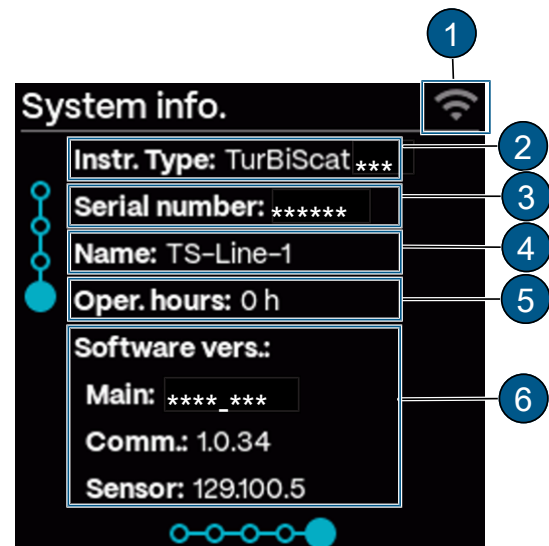 1
System info.
Instr. Type: TurBiScat *** 2
Serial number: ****** 3
Name: TS-Line-1 4
Oper. hours: 0 h 5
Software vers.:
Main: ****_*** 6
Comm.: 1.0.34
Sensor: 129.100.5